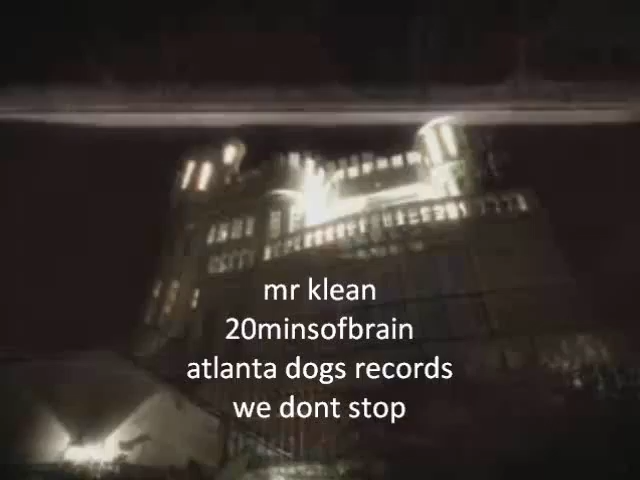 mr klean
20minsofbrain
atlanta dogs records
we dont stop